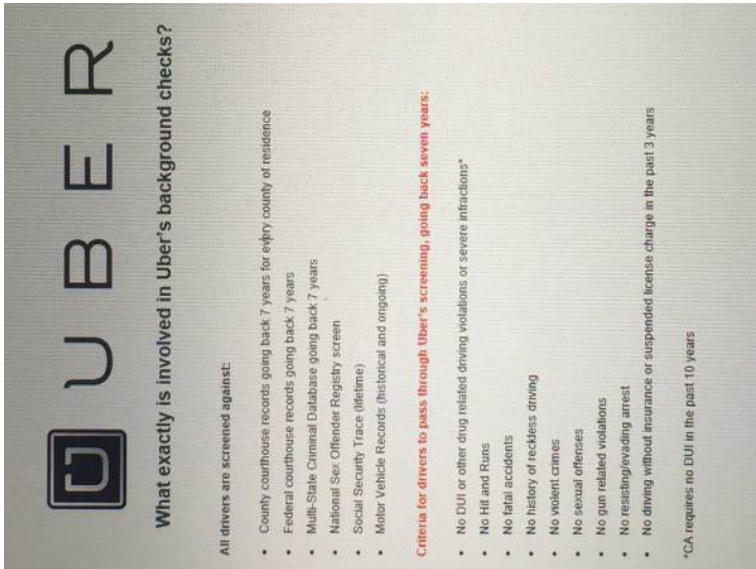 U UBER
What exactly is involved in Uber's background checks?
All drivers are screened against:
• County courthouse records going back 7 years for every county of residence
• Federal courthouse records going back 7 years
• Multi-State Criminal Database going back 7 years
• National Sex Offender Registry screen
• Social Security Trace (lifetime)
• Motor Vehicle Records (historical and ongoing)
Criteria for drivers to pass through Uber's screening, going back seven years:
• No DUI or other drug related driving violations or severe infractions*
• No Hit and Runs
• No fatal accidents
• No history of reckless driving
• No violent crimes
• No sexual offenses
• No gun related violations
• No resisting/evading arrest
• No driving without insurance or suspended license charge in the past 3 years
*CA requires no DUI in the past 10 years